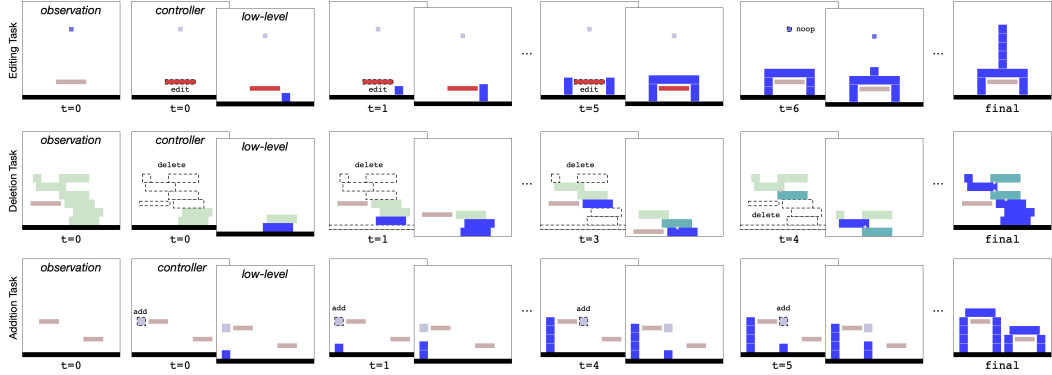 Editing Task
observation
controller
low-level
edit
edit
...
edit
noop
...
t=0
t=0
t=1
t=5
t=6
final
Deletion Task
observation
controller
low-level
delete
delete
...
delete
delete
...
t=0
t=0
t=1
t=3
t=4
final
Addition Task
observation
controller
low-level
add
add
...
add
add
...
t=0
t=0
t=1
t=4
t=5
final